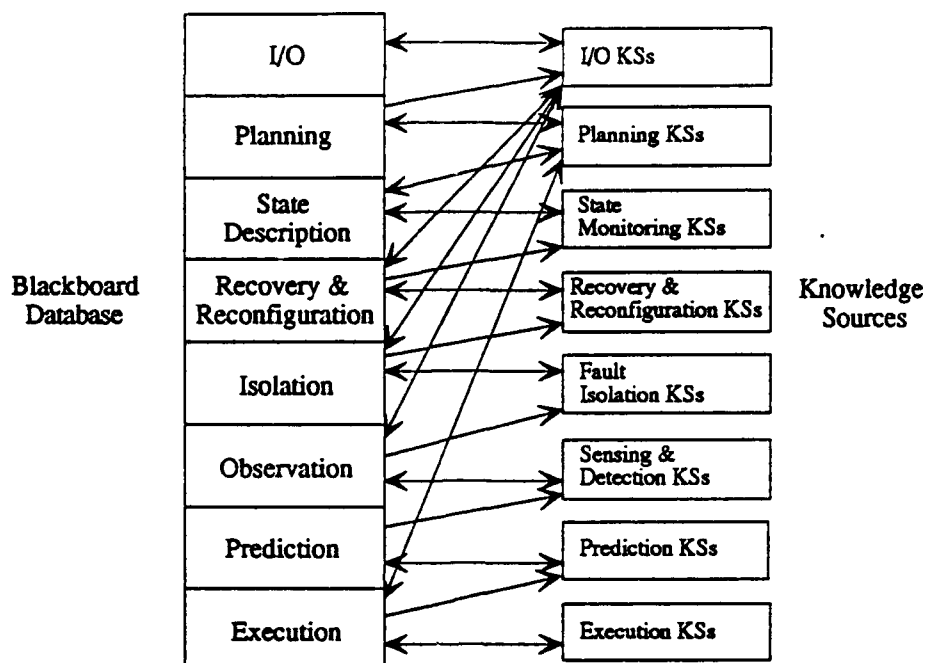 Blackboard
Database
I/O
Planning
State
Description
Recovery &
Reconfiguration
Isolation
Observation
Prediction
Execution
I/O KSs
Planning KSs
State
Monitoring KSs
Recovery &
Reconfiguration KSs
Fault
Isolation KSs
Sensing &
Detection KSs
Prediction KSs
Execution KSs
Knowledge
Sources